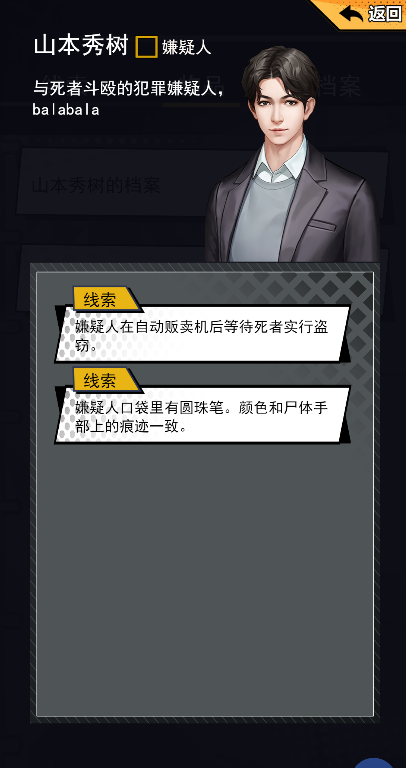 返回
山本秀树 嫌疑人
与死者斗殴的犯罪嫌疑人，
balabala
档案
山本秀树的档案
线索
嫌疑人在自动贩卖机后等待死者实行盗
窃。
线索
嫌疑人口袋里有圆珠笔。颜色和尸体手
部上的痕迹一致。